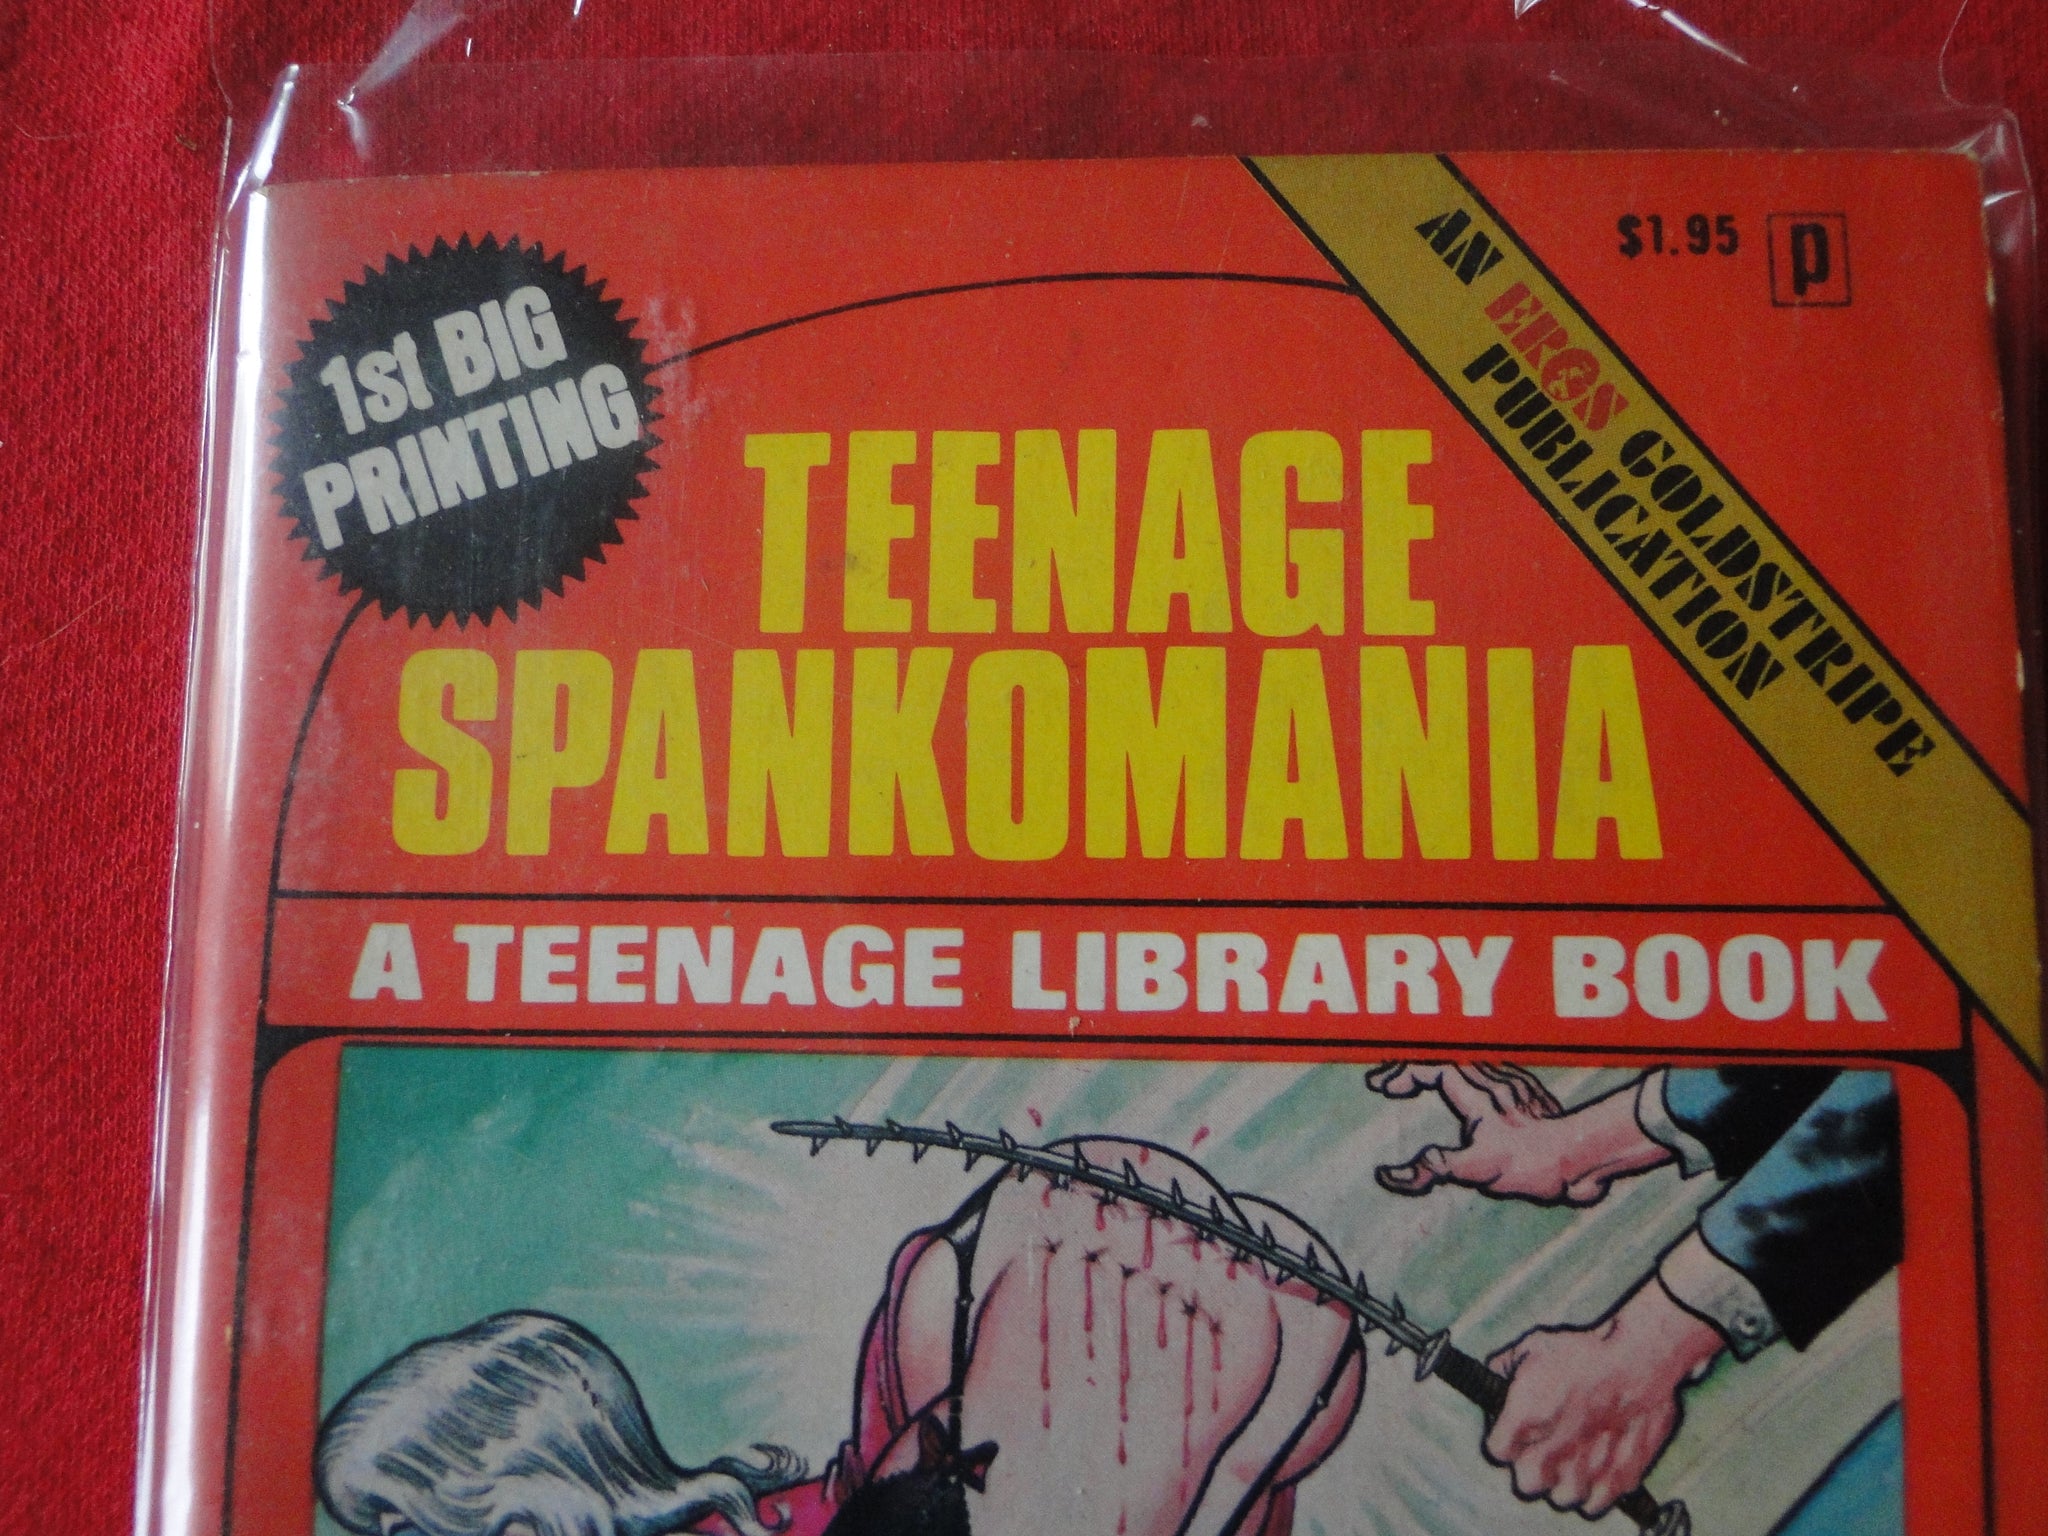 1st BIG
PRINTING
AN EROS GOLDSTRIPE
PUBLICATION
$1.95 p
TEENAGE
SPANKOMANIA
A TEENAGE LIBRARY BOOK